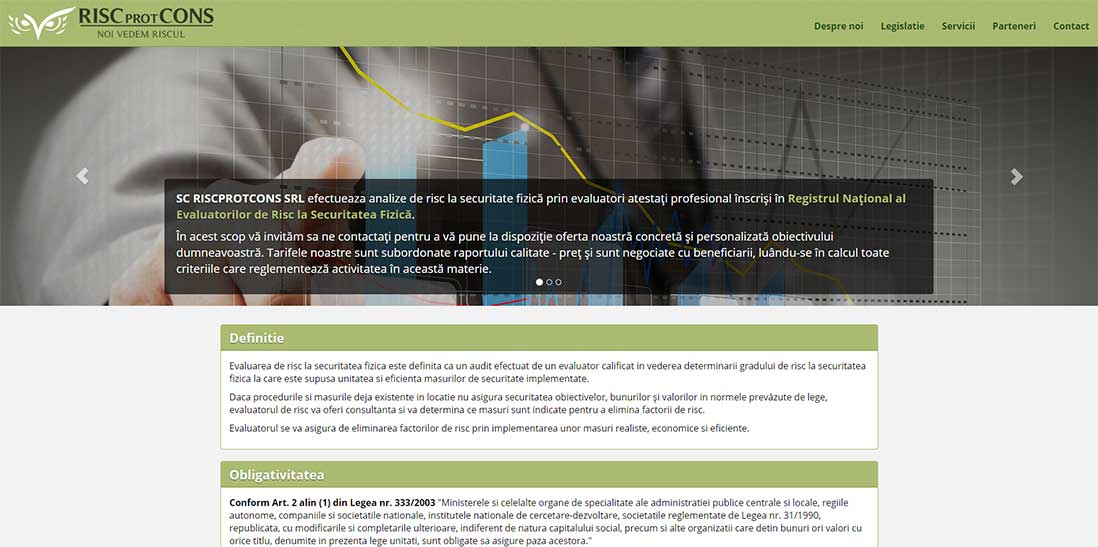 RISC PROT CONS
NOI VEDEM RISCUL
Despre noi Legislatie Servicii Parteneri Contact
SC RISCPROTCONS SRL efectueaza analize de risc la securitate fizică prin evaluatori atestaţi profesional înscrişi în Registrul Naţional al
Evaluatorilor de Risc la Securitatea Fizică.
În acest scop vă invităm sa ne contactaţi pentru a vă pune la dispoziţie oferta noastră concretă şi personalizată obiectivului
dumneavoastră. Tarifele noastre sunt subordonate raportului calitate - preţ şi sunt negociate cu beneficiarii, luându-se în calcul toate
criteriile care reglementează activitatea în această materie.
Definitie
Evaluarea de risc la securitatea fizica este definita ca un audit efectuat de un evaluator calificat in vederea determinarii gradului de risc la securitatea
fizica la care este supusa unitatea si eficienta masurilor de securitate implementate.
Daca procedurile si masurile deja existente in locatie nu asigura securitatea obiectivelor, bunurilor şi valorilor in normele prevăzute de lege,
evaluatorul de risc va oferi consultanta si va determina ce masuri sunt indicate pentru a elimina factorii de risc.
Evaluatorul se va asigura de eliminarea factorilor de risc prin implementarea unor masuri realiste, economice si eficiente.
Obligativitatea
Conform Art. 2 alin (1) din Legea nr. 333/2003 "Ministerele si celelalte organe de specialitate ale administratiei publice centrale si locale, regiile
autonome, companiile si societatile nationale, institutele nationale de cercetare-dezvoltare, societatile reglementate de Legea nr. 31/1990,
republicata, cu modificarile si completarile ulterioare, indiferent de natura capitalului social, precum si alte organizatii care detin bunuri ori valori cu
orice titlu, denumite in prezenta lege unitati, sunt obligate sa asigure paza acestora."